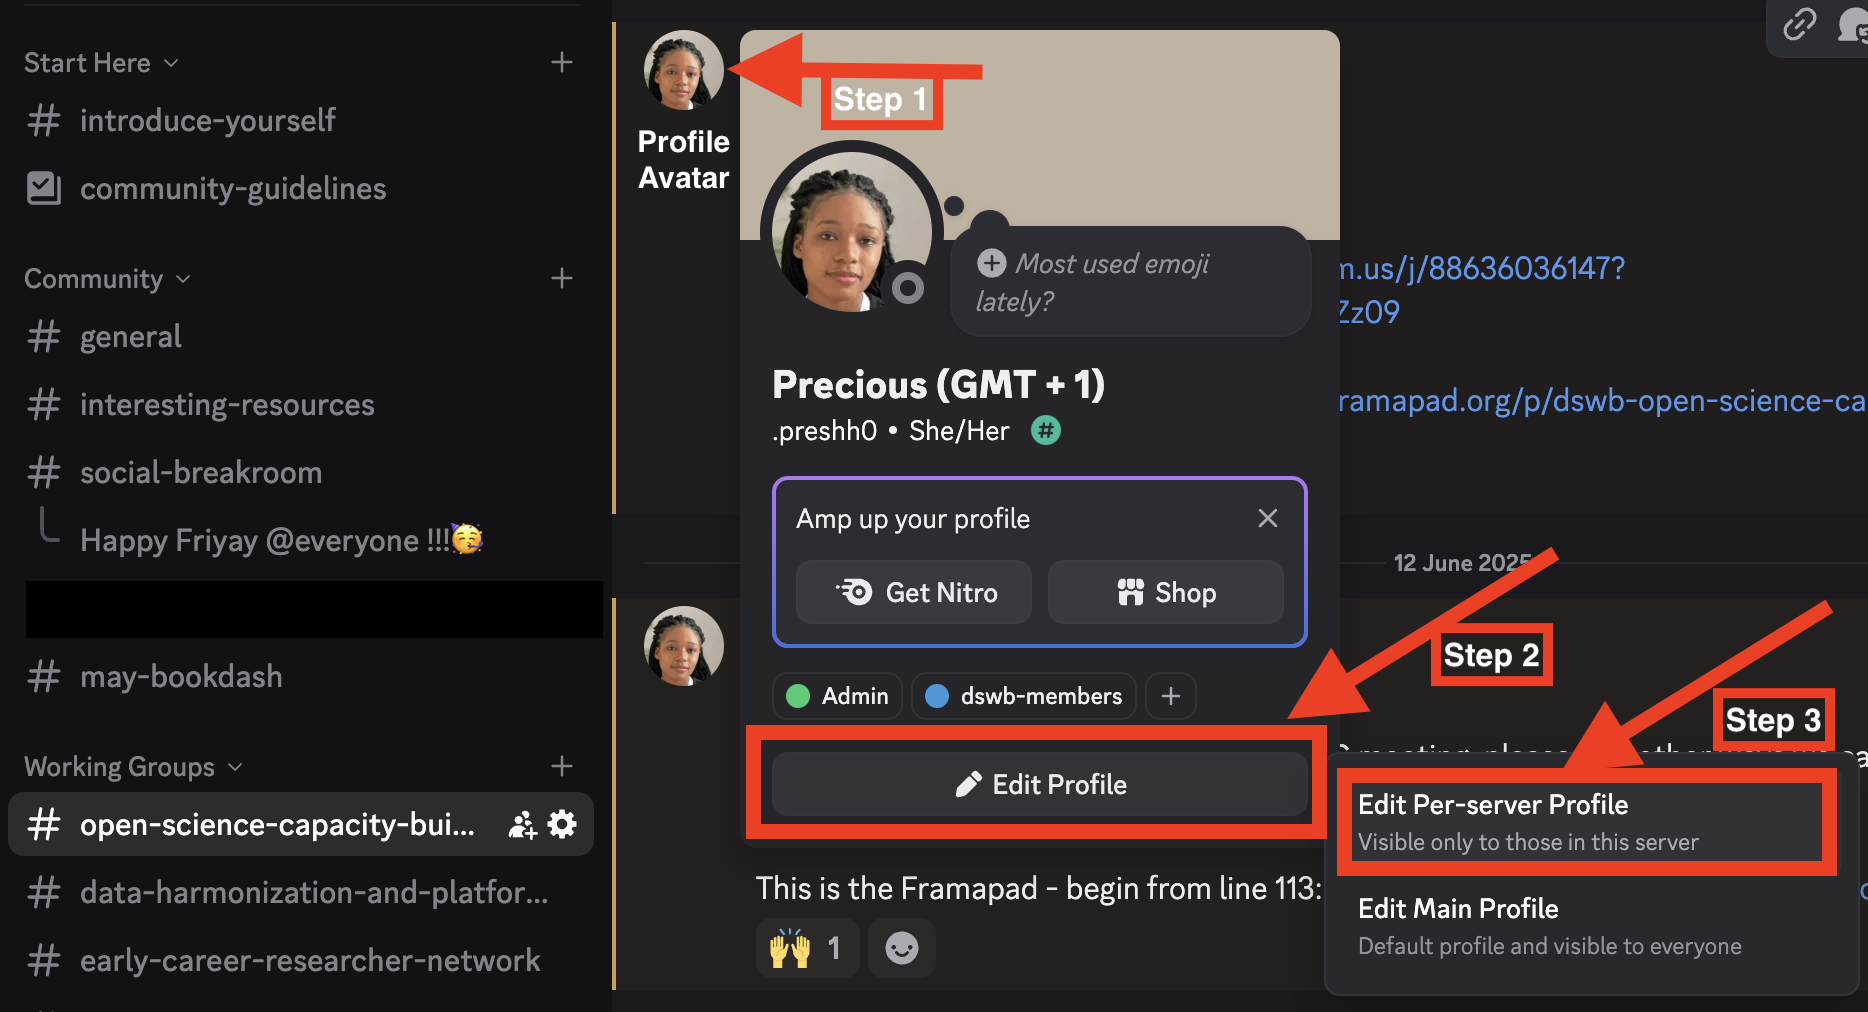 Start Here
introduce-yourself
community-guidelines
Community
general
interesting-resources
social-breakroom
Happy Friyay @everyone !!!🥳
may-bookdash
Working Groups
open-science-capacity-bui...
data-harmonization-and-platfor...
early-career-researcher-network
Step 1
Profile
Avatar
Most used emoji
lately?
m.us/j/88636036147?
Zz09
Precious (GMT + 1)
.preshh0 • She/Her
ramapad.org/p/dswb-open-science-ca
Amp up your profile
Get Nitro
Shop
12 June 2025
Step 2
Admin
dswb-members
Step 3
Edit Profile
Edit Per-server Profile
Visible only to those in this server
This is the Framapad - begin from line 113:
Edit Main Profile
Default profile and visible to everyone
🙌 1